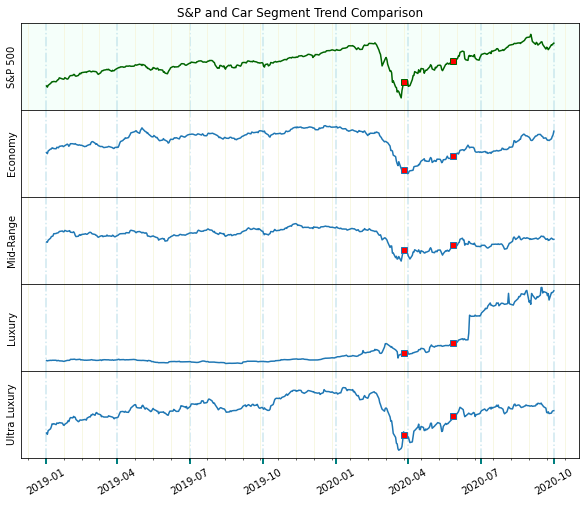 S&P and Car Segment Trend Comparison
S&P 500
Economy
Mid-Range
Luxury
Ultra Luxury
2019-01
2019-04
2019-07
2019-10
2020-01
2020-04
2020-07
2020-10